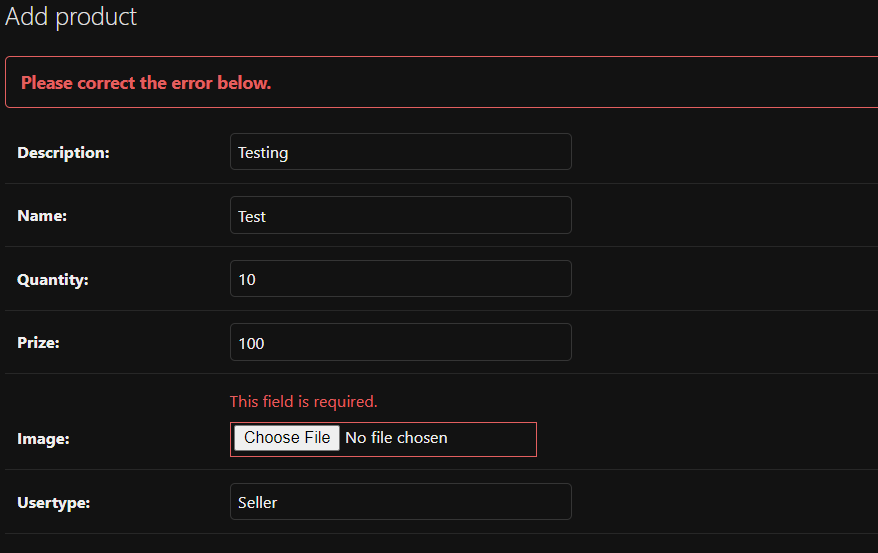 Add product
Please correct the error below.
Description: Testing
Name: Test
Quantity: 10
Prize: 100
This field is required.
Image: Choose File No file chosen
Usertype: Seller